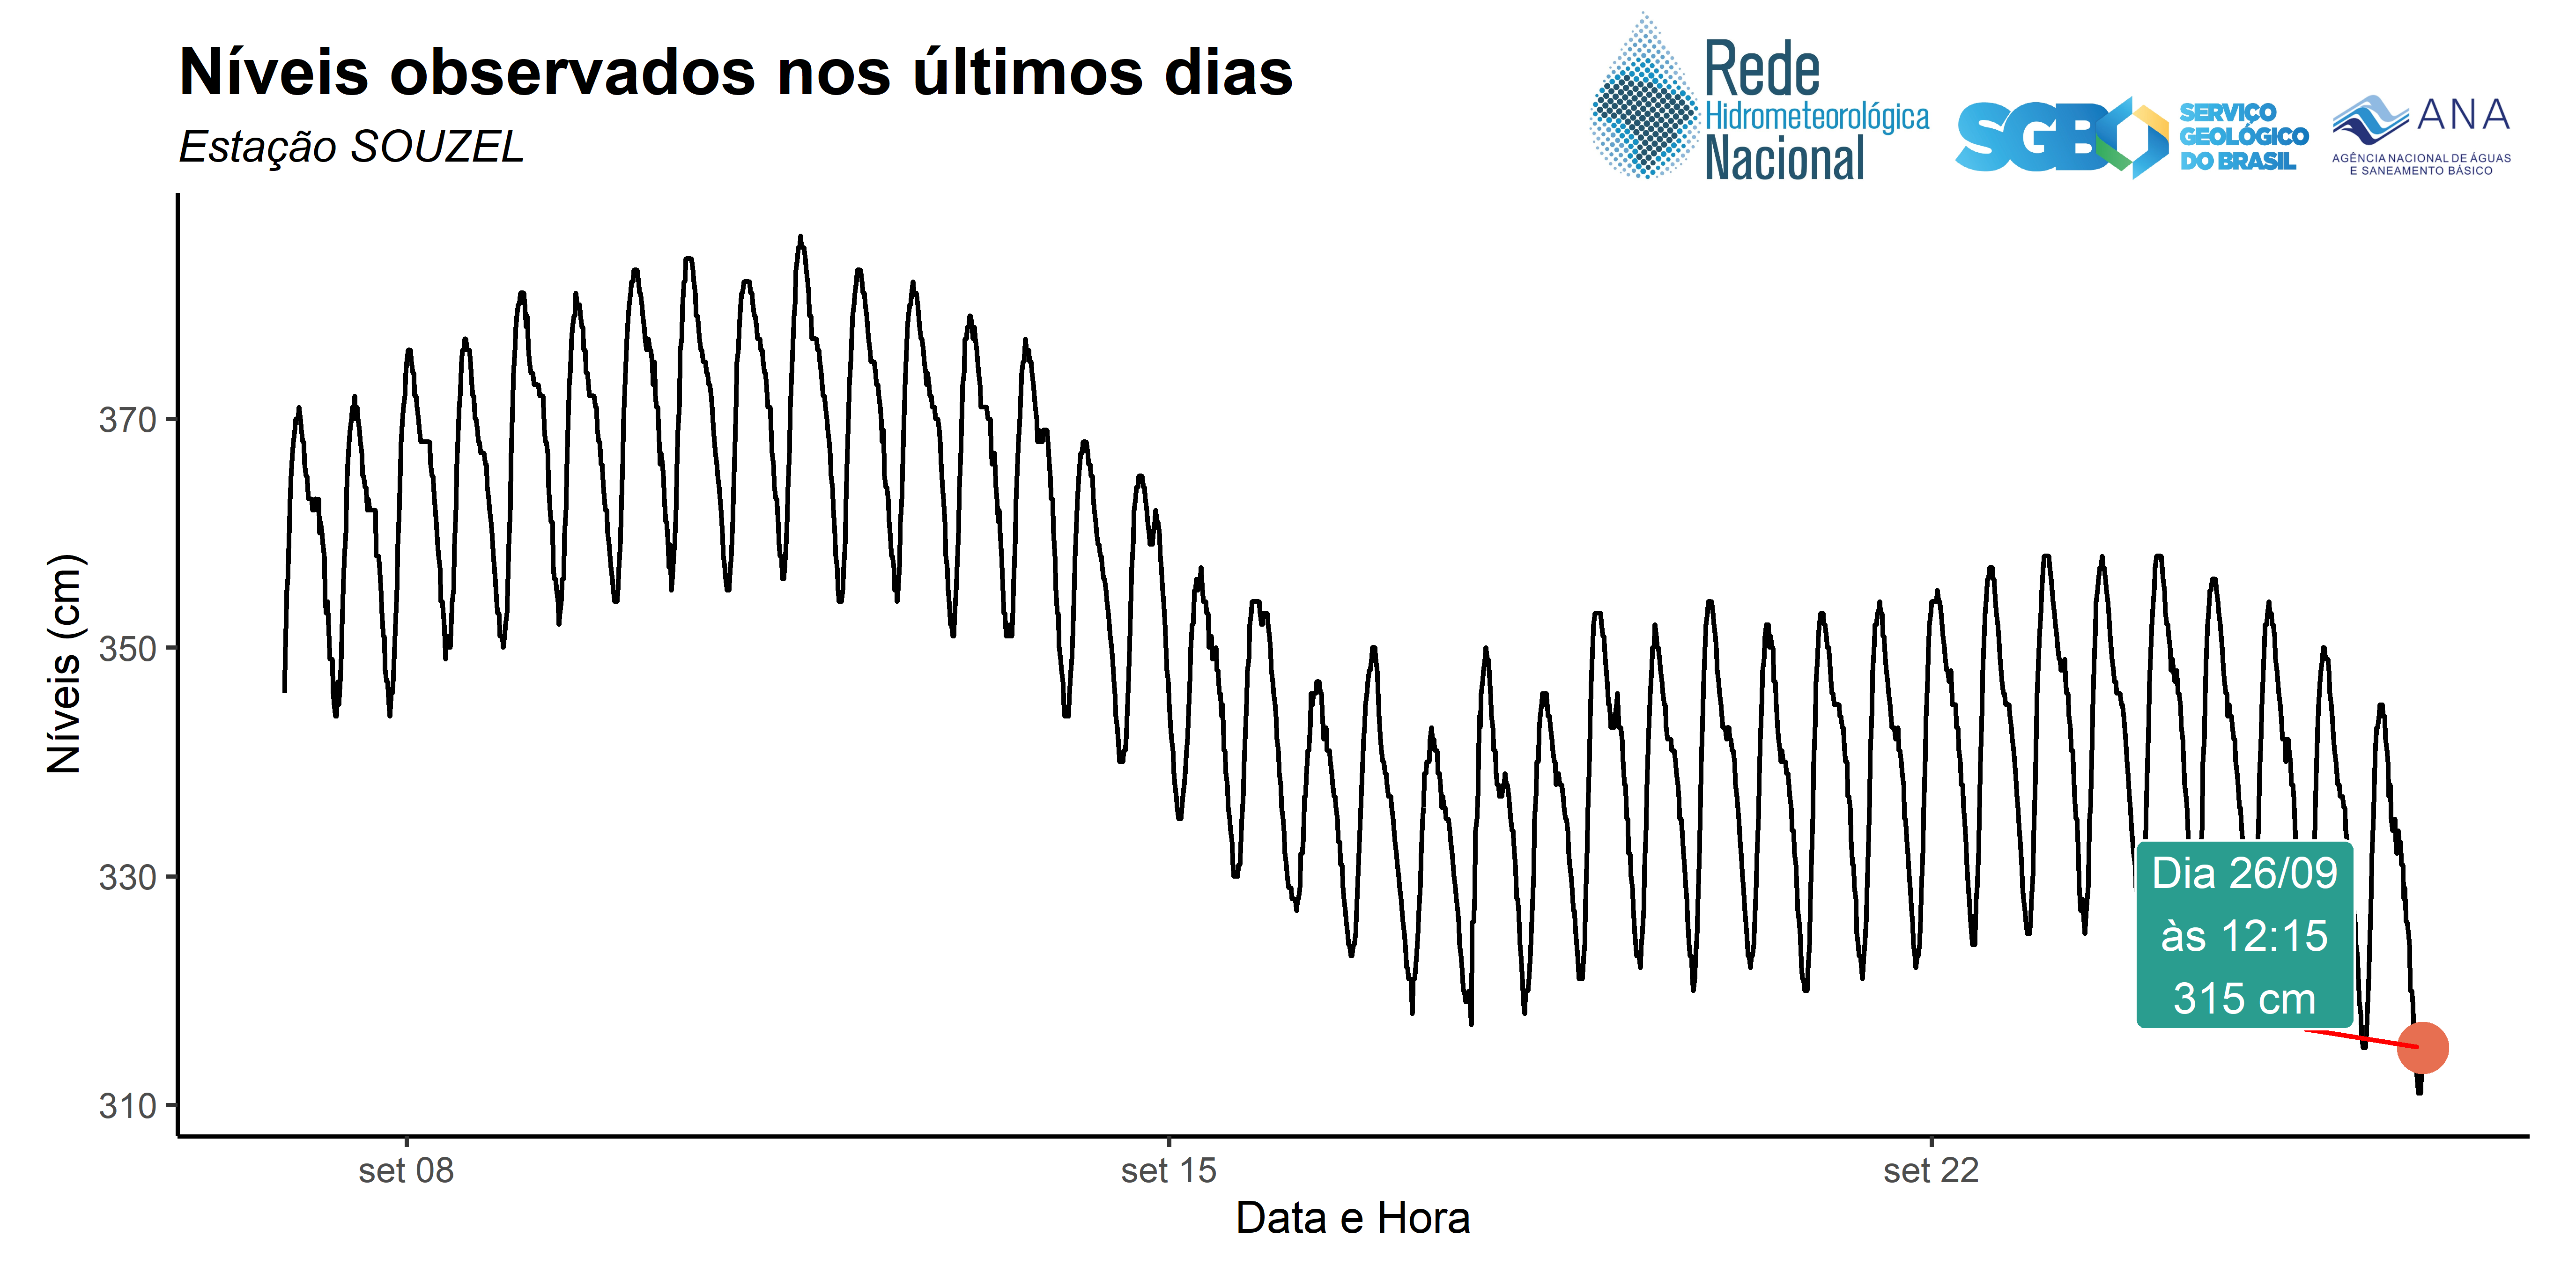 Níveis observados nos últimos dias
Estação SOUZEL
Rede
Hidrometeorológica
Nacional
SGB
SERVIÇO
GEOLÓGICO
DO BRASIL
ANA
AGÊNCIA NACIONAL DE ÁGUAS
E SANEAMENTO BÁSICO
Níveis (cm)
370
350
330
310
Dia 26/09
às 12:15
315 cm
set 08
set 15
set 22
Data e Hora